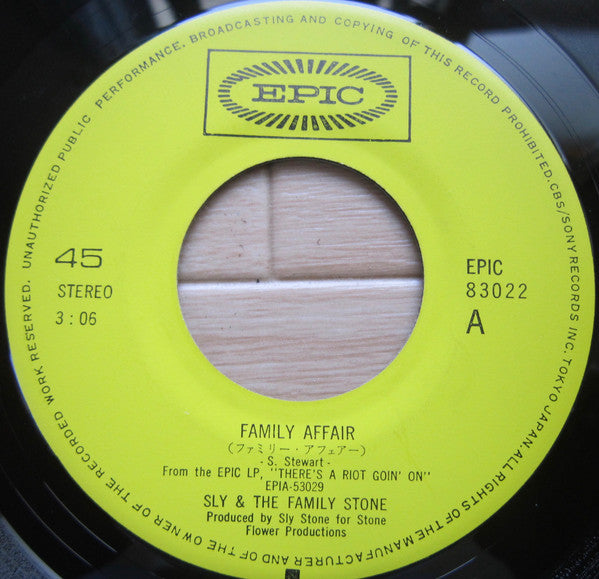 EPIC
45
STEREO
3:06
EPIC
83022
A
FAMILY AFFAIR
(ファミリー・アフェアー)
- S. Stewart -
From the EPIC LP, "THERE'S A RIOT GOIN' ON"
EPIA-53029
SLY & THE FAMILY STONE
Produced by Sly Stone for Stone
Flower Productions
ALL RIGHTS OF THE MANUFACTURER AND OF THE OWNER OF THE RECORDED WORK RESERVED. UNAUTHORIZED PUBLIC PERFORMANCE. BROADCASTING AND COPYING OF THIS RECORD PROHIBITED. CBS/SONY RECORDS INC. TOKYO JAPAN.